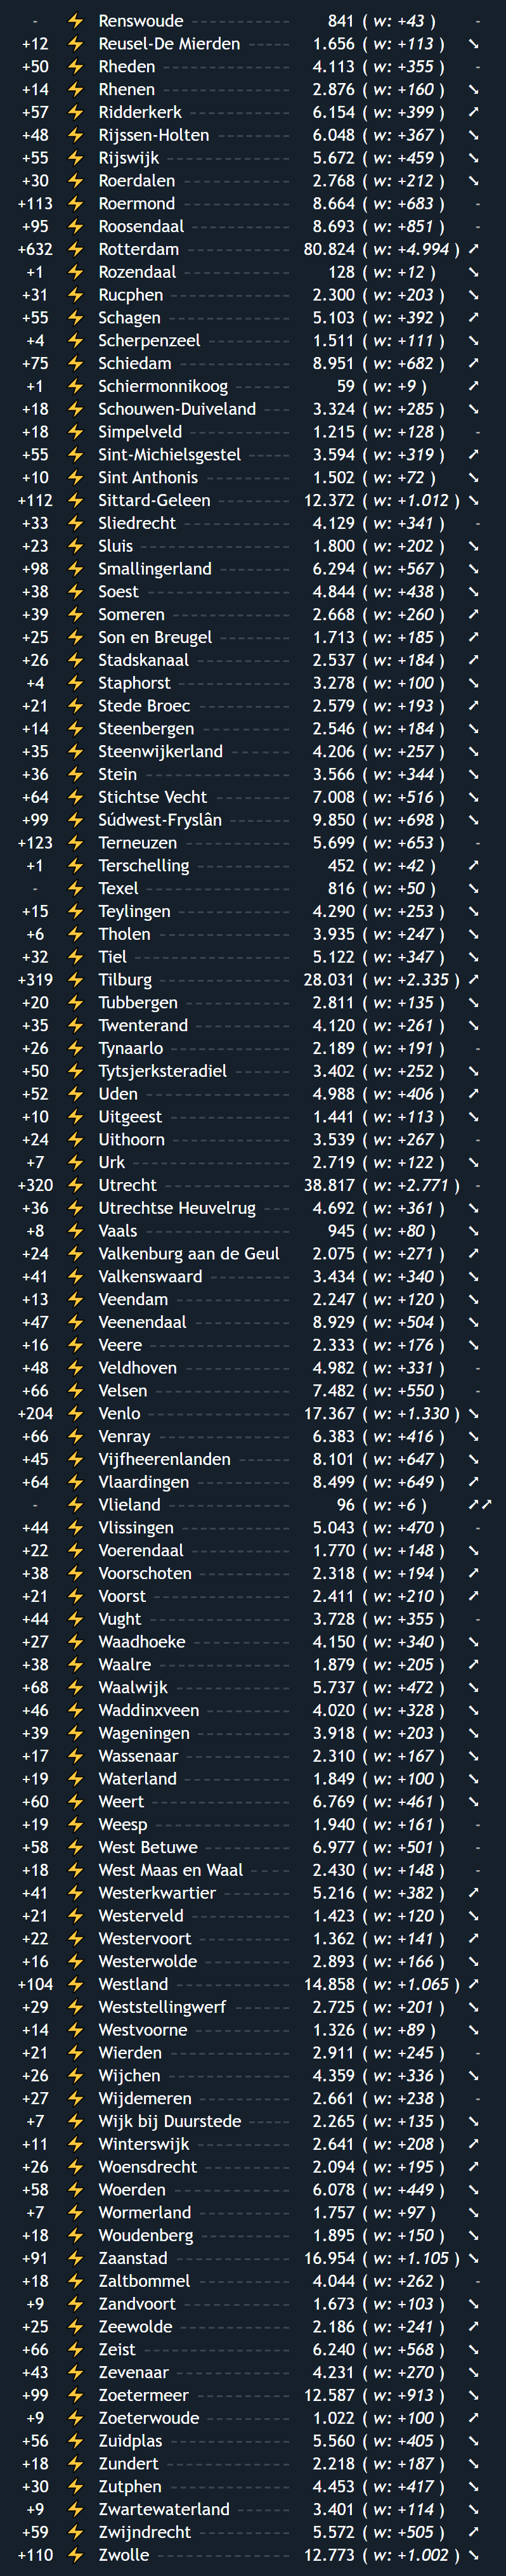 - ⚡ Renswoude ------------ 841 ( w: +43 ) -
+12 ⚡ Reusel-De Mierden ------ 1.656 ( w: +113 ) ➘
+50 ⚡ Rheden -------------- 4.113 ( w: +355 ) -
+14 ⚡ Rhenen -------------- 2.876 ( w: +160 ) ➘
+57 ⚡ Ridderkerk ------------ 6.154 ( w: +399 ) ➚
+48 ⚡ Rijssen-Holten --------- 6.048 ( w: +367 ) ➘
+55 ⚡ Rijswijk -------------- 5.672 ( w: +459 ) ➘
+30 ⚡ Roerdalen ------------ 2.768 ( w: +212 ) ➘
+113 ⚡ Roermond ------------ 8.664 ( w: +683 ) -
+95 ⚡ Roosendaal ----------- 8.693 ( w: +851 ) -
+632 ⚡ Rotterdam ------------ 80.824 ( w: +4.994 ) ➚
+1 ⚡ Rozendaal ------------ 128 ( w: +12 ) ➘
+31 ⚡ Rucphen ------------- 2.300 ( w: +203 ) ➘
+55 ⚡ Schagen -------------- 5.103 ( w: +392 ) ➚
+4 ⚡ Scherpenzeel ---------- 1.511 ( w: +111 ) ➘
+75 ⚡ Schiedam ------------- 8.951 ( w: +682 ) ➚
+1 ⚡ Schiermonnikoog ------- 59 ( w: +9 ) ➚
+18 ⚡ Schouwen-Duiveland ---- 3.324 ( w: +285 ) ➘
+18 ⚡ Simpelveld ------------ 1.215 ( w: +128 ) -
+55 ⚡ Sint-Michielsgestel ----- 3.594 ( w: +319 ) ➚
+10 ⚡ Sint Anthonis ---------- 1.502 ( w: +72 ) ➘
+112 ⚡ Sittard-Geleen --------- 12.372 ( w: +1.012 ) ➘
+33 ⚡ Sliedrecht ------------ 4.129 ( w: +341 ) -
+23 ⚡ Sluis ----------------- 1.800 ( w: +202 ) ➘
+98 ⚡ Smallingerland --------- 6.294 ( w: +567 ) ➘
+38 ⚡ Soest ---------------- 4.844 ( w: +438 ) ➘
+39 ⚡ Someren ------------- 2.668 ( w: +260 ) ➚
+25 ⚡ Son en Breugel --------- 1.713 ( w: +185 ) ➚
+26 ⚡ Stadskanaal ----------- 2.537 ( w: +184 ) ➚
+4 ⚡ Staphorst ------------- 3.278 ( w: +100 ) ➘
+21 ⚡ Stede Broec ----------- 2.579 ( w: +193 ) ➚
+14 ⚡ Steenbergen ----------- 2.546 ( w: +184 ) ➘
+35 ⚡ Steenwijkerland ------- 4.206 ( w: +257 ) ➘
+36 ⚡ Stein ----------------- 3.566 ( w: +344 ) ➘
+64 ⚡ Stichtse Vecht --------- 7.008 ( w: +516 ) ➘
+99 ⚡ Súdwest-Fryslân -------- 9.850 ( w: +698 ) ➘
+123 ⚡ Terneuzen ------------ 5.699 ( w: +653 ) -
+1 ⚡ Terschelling ----------- 452 ( w: +42 ) ➚
- ⚡ Texel ---------------- 816 ( w: +50 ) ➘
+15 ⚡ Teylingen ------------- 4.290 ( w: +253 ) ➘
+6 ⚡ Tholen --------------- 3.935 ( w: +247 ) ➘
+32 ⚡ Tiel ------------------ 5.122 ( w: +347 ) ➘
+319 ⚡ Tilburg --------------- 28.031 ( w: +2.335 ) ➚
+20 ⚡ Tubbergen ------------ 2.811 ( w: +135 ) ➘
+35 ⚡ Twenterand ----------- 4.120 ( w: +261 ) ➘
+26 ⚡ Tynaarlo -------------- 2.189 ( w: +191 ) -
+50 ⚡ Tytsjerksteradiel ------- 3.402 ( w: +252 ) ➘
+52 ⚡ Uden ---------------- 4.988 ( w: +406 ) ➚
+10 ⚡ Uitgeest -------------- 1.441 ( w: +113 ) ➘
+24 ⚡ Uithoorn ------------- 3.539 ( w: +267 ) -
+7 ⚡ Urk ------------------ 2.719 ( w: +122 ) ➘
+320 ⚡ Utrecht -------------- 38.817 ( w: +2.771 ) -
+36 ⚡ Utrechtse Heuvelrug ---- 4.692 ( w: +361 ) ➘
+8 ⚡ Vaals ---------------- 945 ( w: +80 ) ➘
+24 ⚡ Valkenburg aan de Geul 2.075 ( w: +271 ) ➚
+41 ⚡ Valkenswaard ---------- 3.434 ( w: +340 ) ➘
+13 ⚡ Veendam ------------- 2.247 ( w: +120 ) ➘
+47 ⚡ Veenendaal ----------- 8.929 ( w: +504 ) ➘
+16 ⚡ Veere ---------------- 2.333 ( w: +176 ) ➘
+48 ⚡ Veldhoven ------------ 4.982 ( w: +331 ) -
+66 ⚡ Velsen --------------- 7.482 ( w: +550 ) -
+204 ⚡ Venlo ---------------- 17.367 ( w: +1.330 ) ➘
+66 ⚡ Venray --------------- 6.383 ( w: +416 ) ➘
+45 ⚡ Vijfheerenlanden ------ 8.101 ( w: +647 ) ➘
+64 ⚡ Vlaardingen ----------- 8.499 ( w: +649 ) ➚
- ⚡ Vlieland -------------- 96 ( w: +6 ) ➚➚
+44 ⚡ Vlissingen ------------ 5.043 ( w: +470 ) -
+22 ⚡ Voerendaal ----------- 1.770 ( w: +148 ) ➘
+38 ⚡ Voorschoten ---------- 2.318 ( w: +194 ) ➚
+21 ⚡ Voorst --------------- 2.411 ( w: +210 ) ➚
+44 ⚡ Vught ---------------- 3.728 ( w: +355 ) -
+27 ⚡ Waadhoeke ----------- 4.150 ( w: +340 ) ➘
+38 ⚡ Waalre --------------- 1.879 ( w: +205 ) ➚
+68 ⚡ Waalwijk ------------- 5.737 ( w: +472 ) ➘
+46 ⚡ Waddinxveen ---------- 4.020 ( w: +328 ) ➘
+39 ⚡ Wageningen ----------- 3.918 ( w: +203 ) ➘
+17 ⚡ Wassenaar ------------ 2.310 ( w: +167 ) ➘
+19 ⚡ Waterland ------------ 1.849 ( w: +100 ) ➘
+60 ⚡ Weert ---------------- 6.769 ( w: +461 ) ➘
+19 ⚡ Weesp ---------------- 1.940 ( w: +161 ) -
+58 ⚡ West Betuwe ---------- 6.977 ( w: +501 ) -
+18 ⚡ West Maas en Waal ----- 2.430 ( w: +148 ) -
+41 ⚡ Westerkwartier -------- 5.216 ( w: +382 ) ➚
+21 ⚡ Westerveld ------------ 1.423 ( w: +120 ) ➘
+22 ⚡ Westervoort ----------- 1.362 ( w: +141 ) ➚
+16 ⚡ Westerwolde ---------- 2.893 ( w: +166 ) ➘
+104 ⚡ Westland ------------- 14.858 ( w: +1.065 ) ➚
+29 ⚡ Weststellingwerf ------- 2.725 ( w: +201 ) ➘
+14 ⚡ Westvoorne ----------- 1.326 ( w: +89 ) ➘
+21 ⚡ Wierden -------------- 2.911 ( w: +245 ) -
+26 ⚡ Wijchen -------------- 4.359 ( w: +336 ) ➘
+27 ⚡ Wijdemeren ---------- 2.661 ( w: +238 ) -
+7 ⚡ Wijk bij Duurstede ------ 2.265 ( w: +135 ) ➘
+11 ⚡ Winterswijk ----------- 2.641 ( w: +208 ) ➚
+26 ⚡ Woensdrecht ---------- 2.094 ( w: +195 ) ➚
+58 ⚡ Woerden -------------- 6.078 ( w: +449 ) ➘
+7 ⚡ Wormerland ----------- 1.757 ( w: +97 ) ➘
+18 ⚡ Woudenberg ---------- 1.895 ( w: +150 ) ➘
+91 ⚡ Zaanstad ------------- 16.954 ( w: +1.105 ) ➘
+18 ⚡ Zaltbommel ----------- 4.044 ( w: +262 ) -
+9 ⚡ Zandvoort ------------ 1.673 ( w: +103 ) ➘
+25 ⚡ Zeewolde ------------- 2.186 ( w: +241 ) ➚
+66 ⚡ Zeist ----------------- 6.240 ( w: +568 ) ➘
+43 ⚡ Zevenaar ------------- 4.231 ( w: +270 ) ➘
+99 ⚡ Zoetermeer ----------- 12.587 ( w: +913 ) ➘
+9 ⚡ Zoeterwoude ---------- 1.022 ( w: +100 ) ➚
+56 ⚡ Zuidplas -------------- 5.560 ( w: +405 ) ➘
+18 ⚡ Zundert -------------- 2.218 ( w: +187 ) ➘
+30 ⚡ Zutphen -------------- 4.453 ( w: +417 ) ➘
+9 ⚡ Zwartewaterland ------- 3.401 ( w: +114 ) ➘
+59 ⚡ Zwijndrecht ----------- 5.572 ( w: +505 ) ➚
+110 ⚡ Zwolle --------------- 12.773 ( w: +1.002 ) ➘